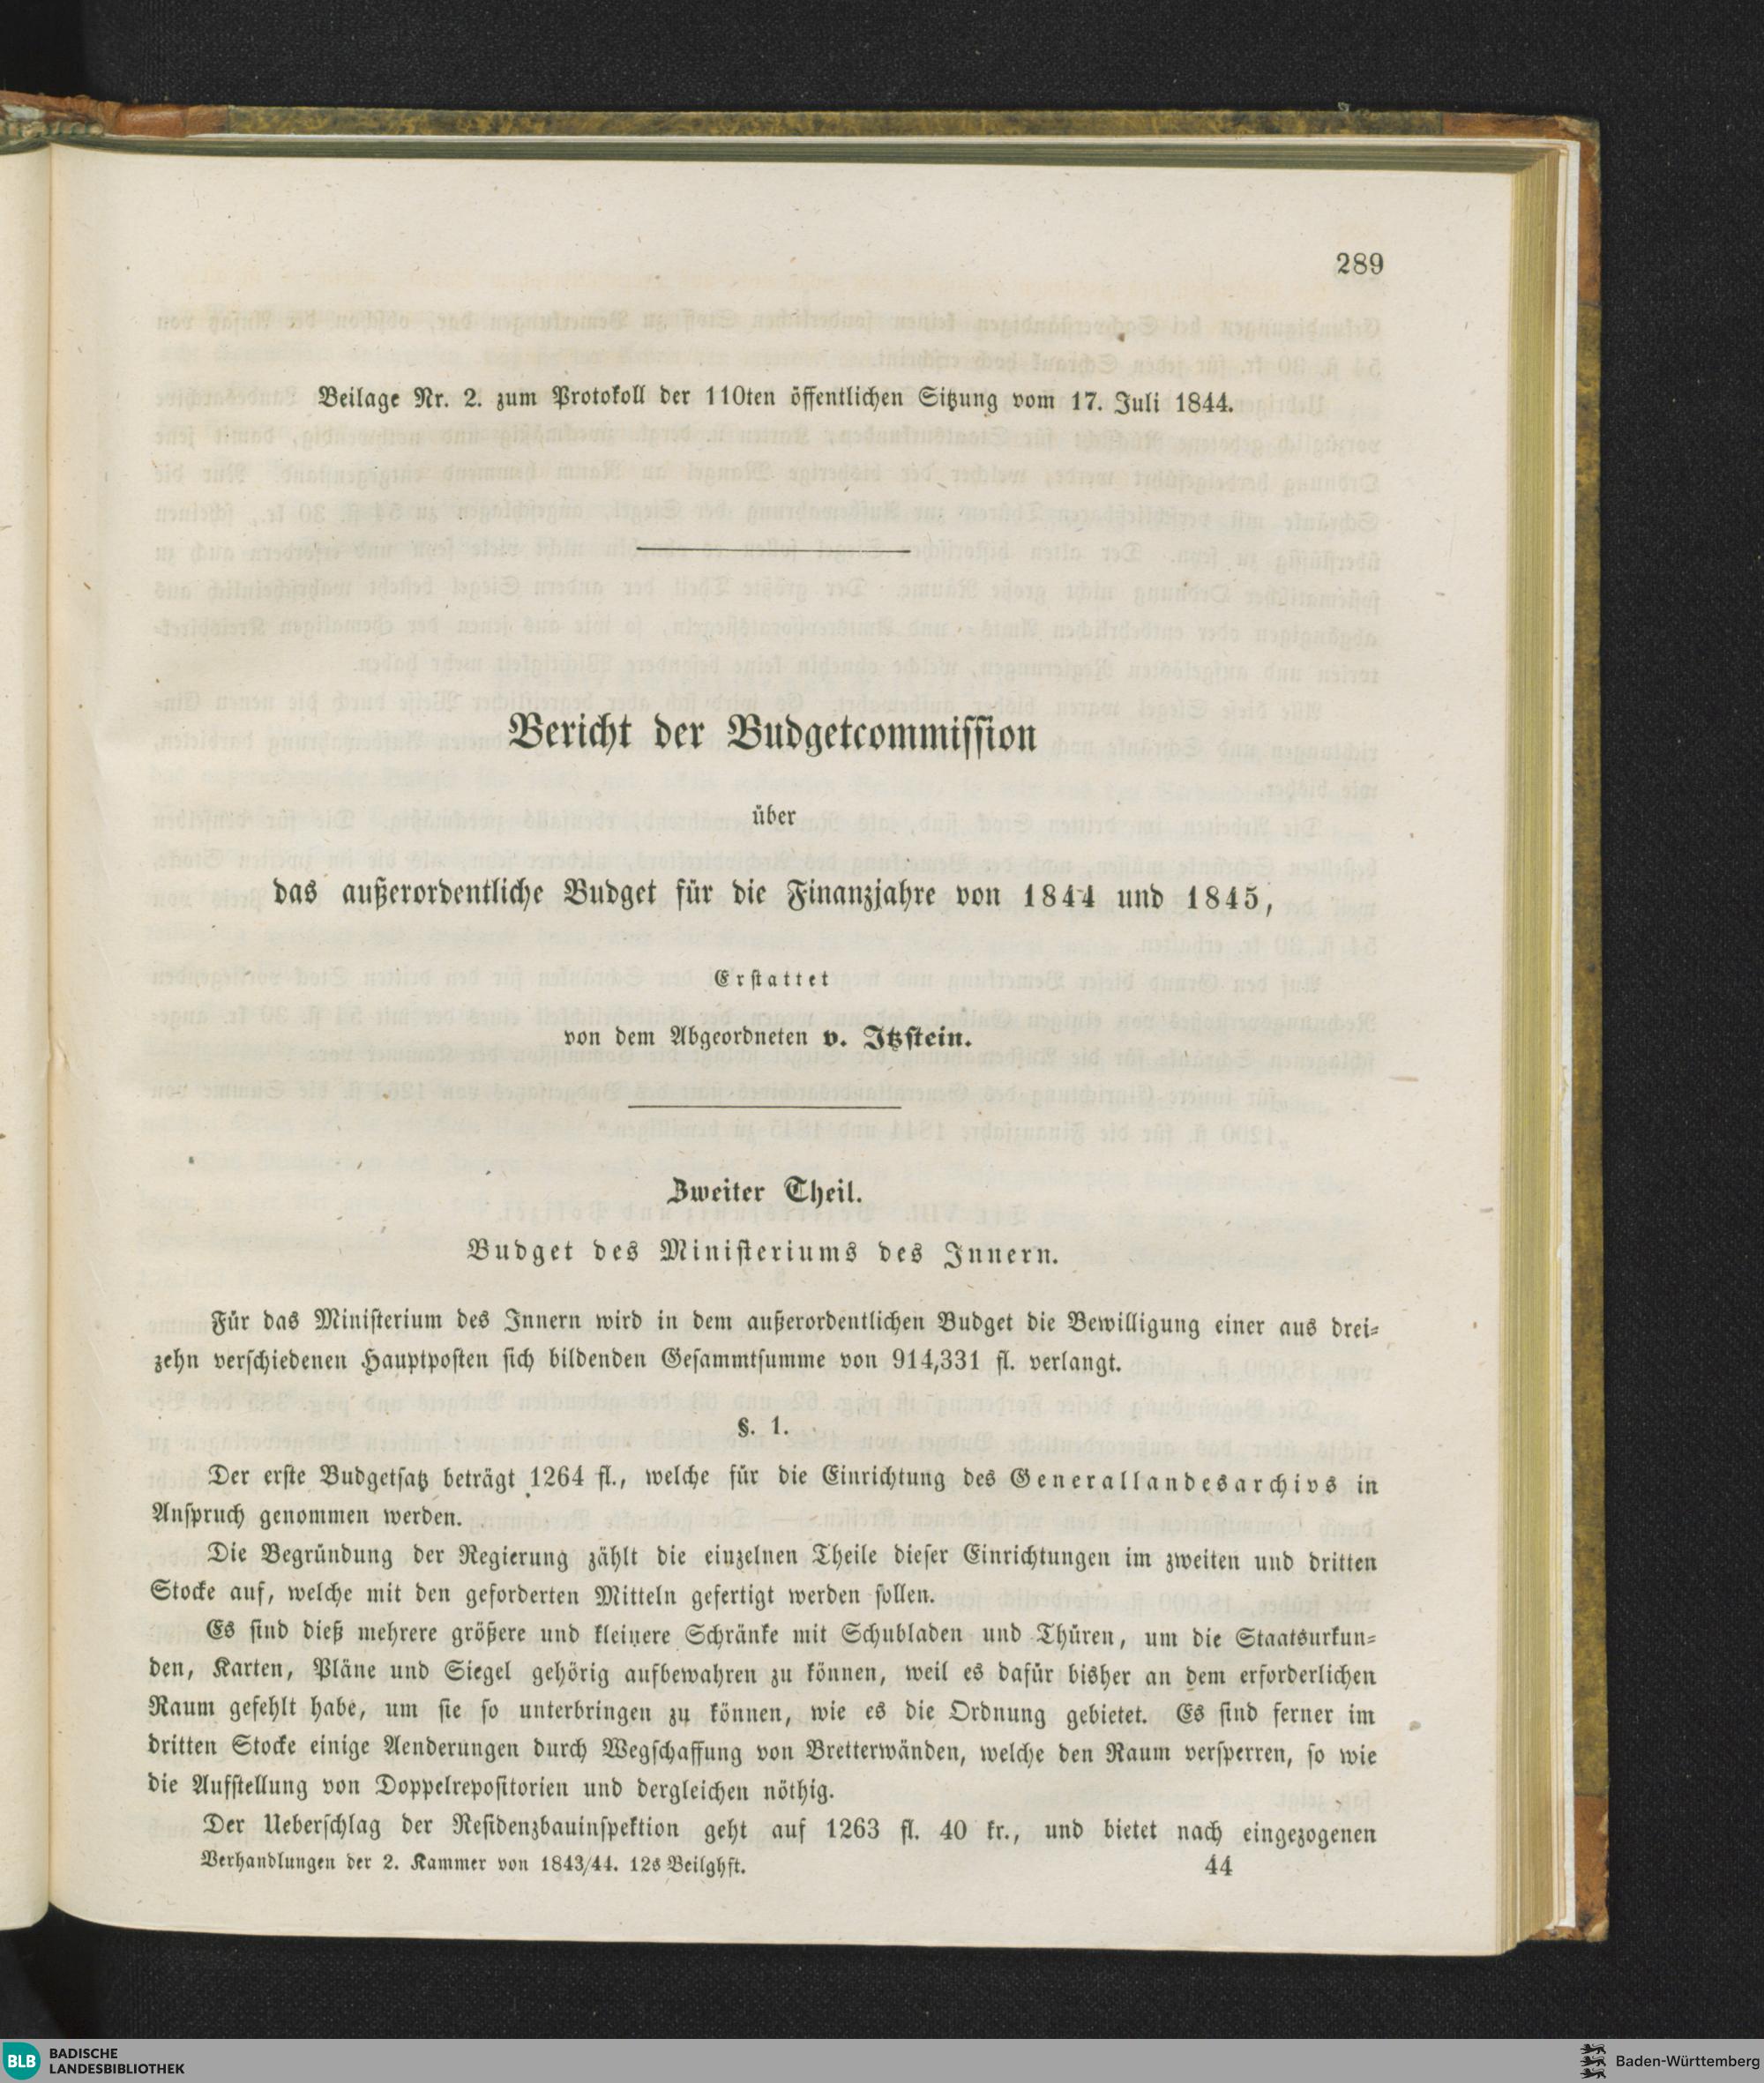 289
Beilage Nr. 2. zum Protokoll der 110ten öffentlichen Sitzung vom 17. Juli 1844.
Bericht der Budgetcommission
über
das außerordentliche Budget für die Finanzjahre von 1844 und 1845,
Erstattet
von dem Abgeordneten v. Itzstein.
Zweiter Theil.
Budget des Ministeriums des Innern.
Für das Ministerium des Innern wird in dem außerordentlichen Budget die Bewilligung einer aus drei-
zehn verschiedenen Hauptposten sich bildenden Gesammtsumme von 914,331 fl. verlangt.
§. 1.
Der erste Budgetsatz beträgt 1264 fl., welche für die Einrichtung des Generallandesarchivs in
Anspruch genommen werden.
Die Begründung der Regierung zählt die einzelnen Theile dieser Einrichtungen im zweiten und dritten
Stocke auf, welche mit den geforderten Mitteln gefertigt werden sollen.
Es sind dieß mehrere größere und kleinere Schränke mit Schubladen und Thüren, um die Staatsurkun-
den, Karten, Pläne und Siegel gehörig aufbewahren zu können, weil es dafür bisher an dem erforderlichen
Raum gefehlt habe, um sie so unterbringen zu können, wie es die Ordnung gebietet. Es sind ferner im
dritten Stocke einige Aenderungen durch Wegschaffung von Bretterwänden, welche den Raum versperren, so wie
die Aufstellung von Doppelrepositorien und dergleichen nöthig.
Der Ueberschlag der Residenzbauinspektion geht auf 1263 fl. 40 kr., und bietet nach eingezogenen
Verhandlungen der 2. Kammer von 1843/44. 12s Beilghft. 44
BLB BADISCHE
LANDESBIBLIOTHEK
Baden-Württemberg